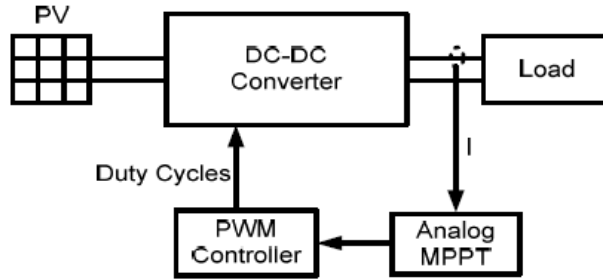 PV
DC-DC
Converter
Load
I
Duty Cycles
PWM
Controller
Analog
MPPT